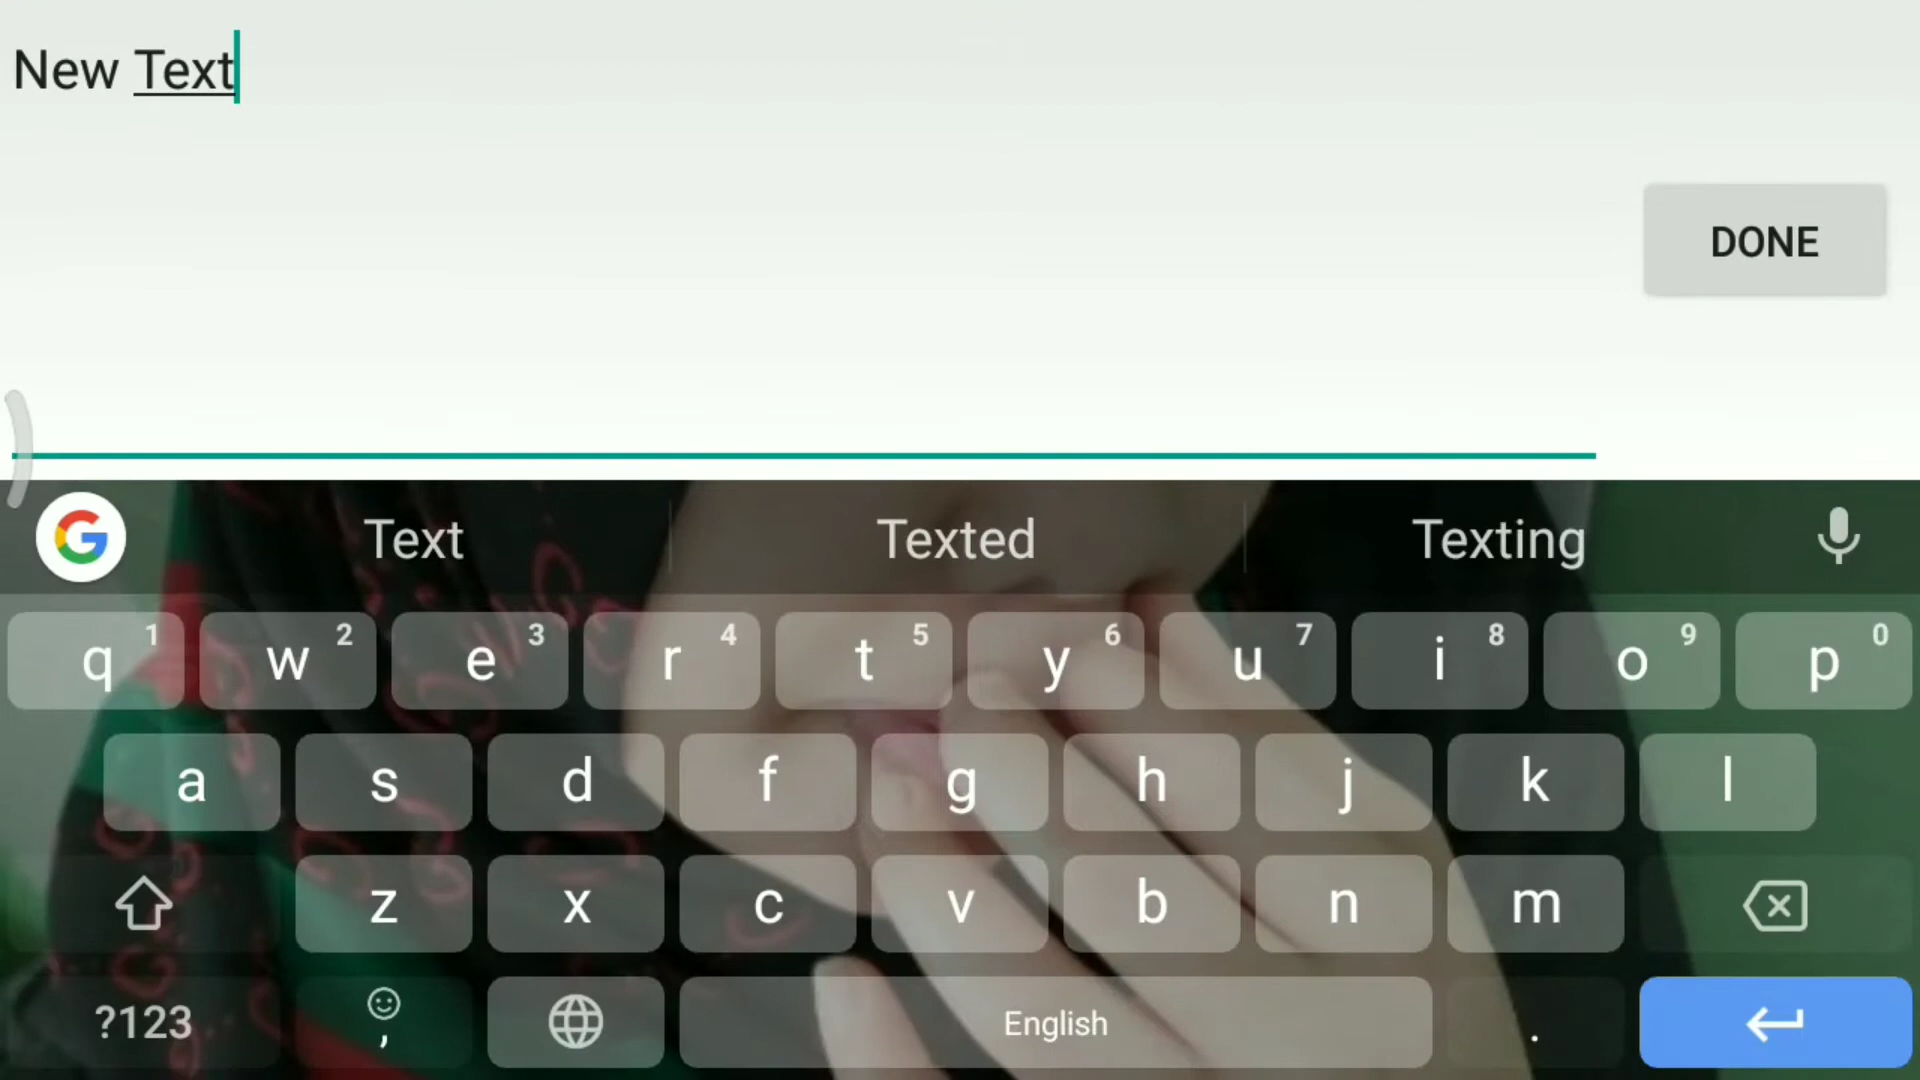 New Text
DONE
Text Texted Texting
q 1 w 2 e 3 r 4 t 5 y 6 u 7 i 8 o 9 p 0
a s d f g h j k l
z x c v b n m
?123 , English .